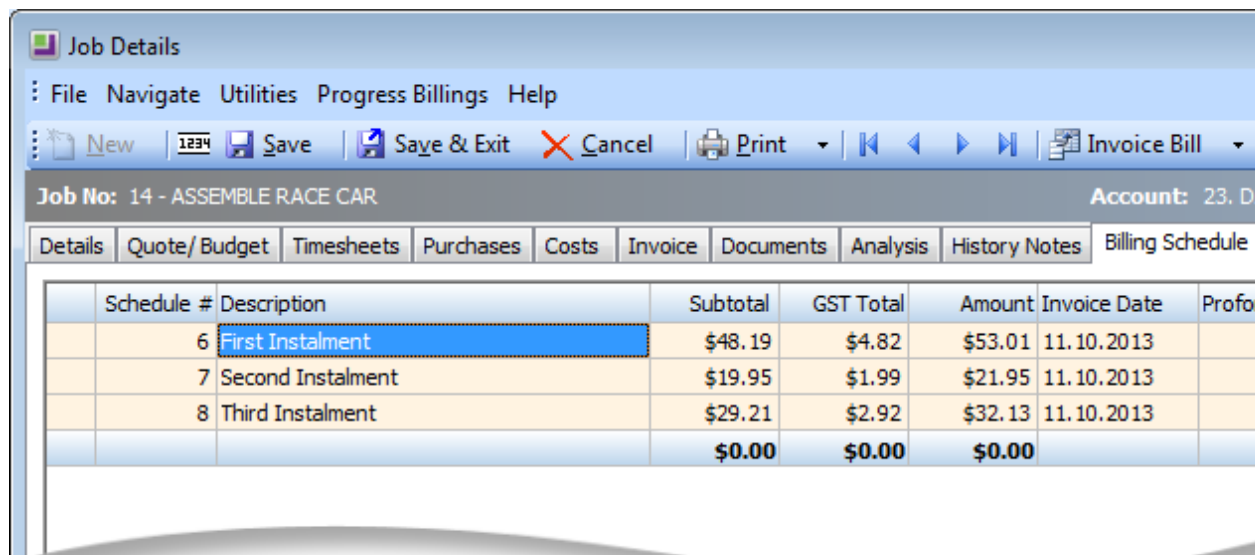 Job Details
File Navigate Utilities Progress Billings Help
New 1234 Save Save & Exit Cancel Print Invoice Bill
Job No: 14 - ASSEMBLE RACE CAR Account: 23. D
Details Quote/ Budget Timesheets Purchases Costs Invoice Documents Analysis History Notes Billing Schedule
Schedule # Description Subtotal GST Total Amount Invoice Date Profo
6 First Instalment $48.19 $4.82 $53.01 11.10.2013
7 Second Instalment $19.95 $1.99 $21.95 11.10.2013
8 Third Instalment $29.21 $2.92 $32.13 11.10.2013
$0.00 $0.00 $0.00